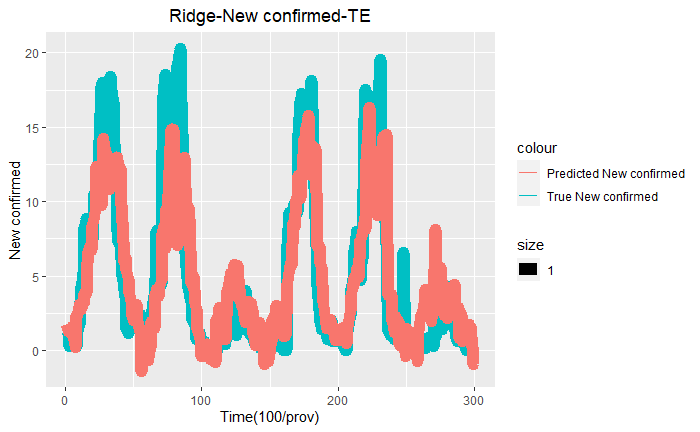 Ridge-New confirmed-TE
New confirmed
20
15
10
5
0
0 100 200 300
Time(100/prov)
colour
Predicted New confirmed
True New confirmed
size
1